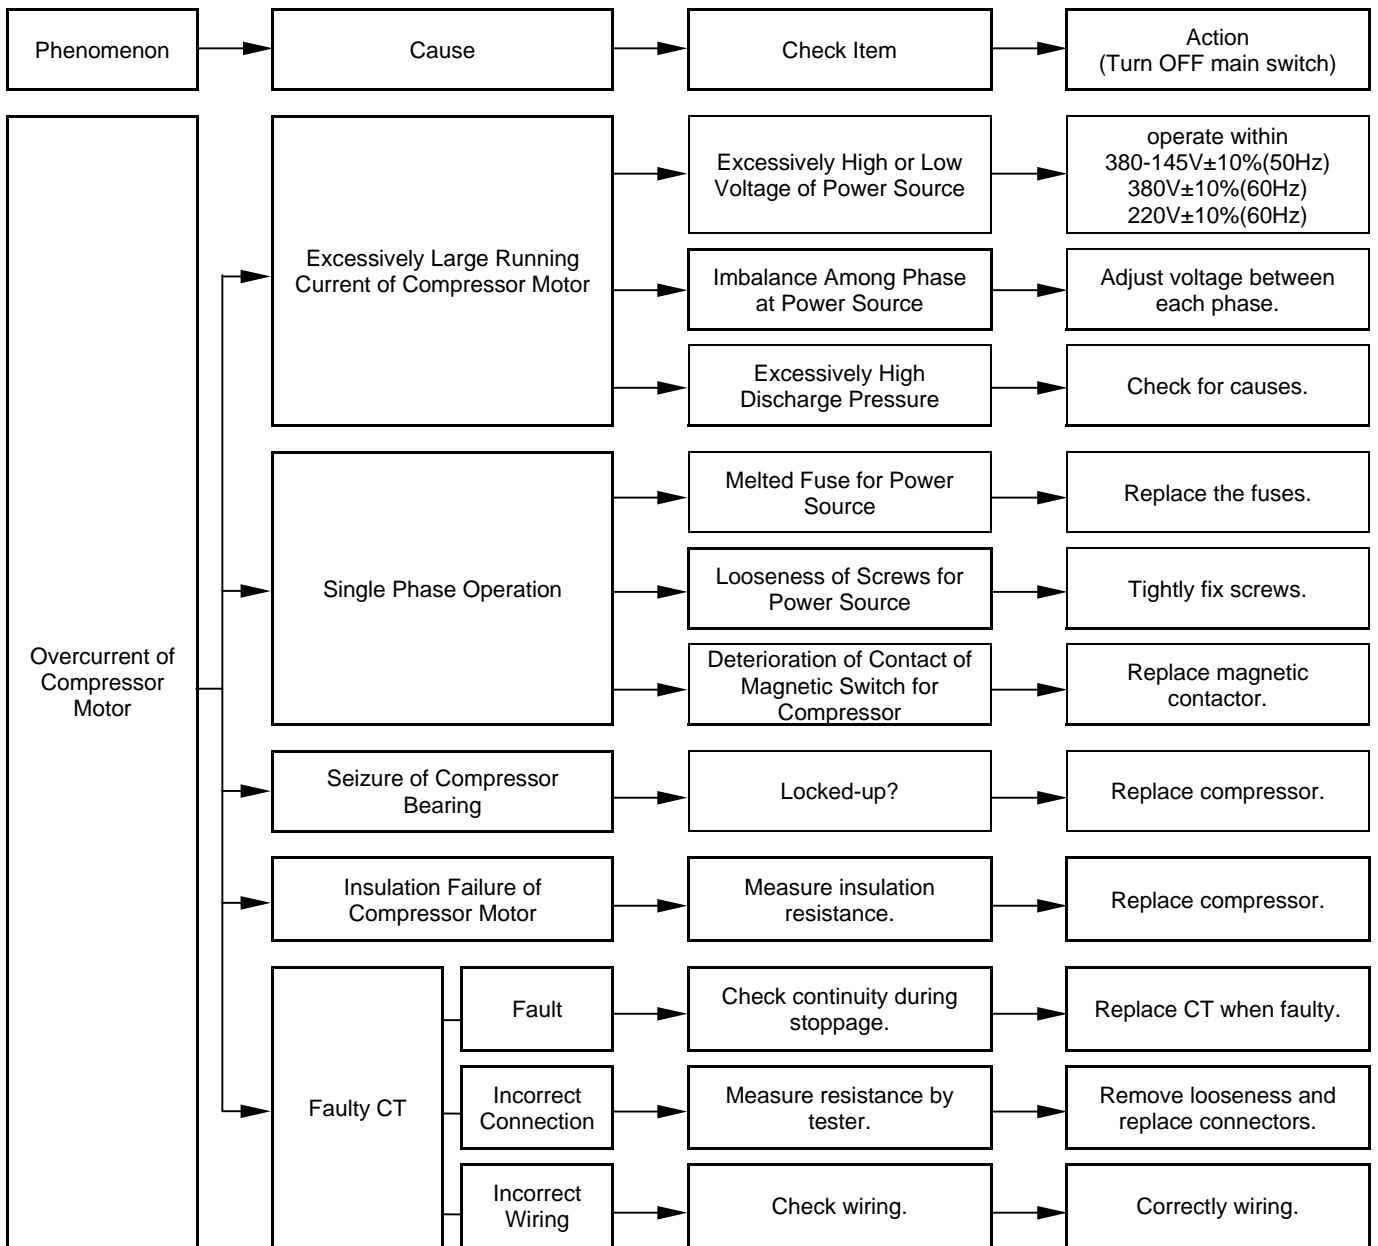 Phenomenon
Cause
Check Item
Action
(Turn OFF main switch)
Overcurrent of
Compressor
Motor
Excessively Large Running
Current of Compressor Motor
Excessively High or Low
Voltage of Power Source
operate within
380-145V±10%(50Hz)
380V±10%(60Hz)
220V±10%(60Hz)
Imbalance Among Phase
at Power Source
Adjust voltage between
each phase.
Excessively High
Discharge Pressure
Check for causes.
Single Phase Operation
Melted Fuse for Power
Source
Replace the fuses.
Looseness of Screws for
Power Source
Tightly fix screws.
Deterioration of Contact of
Magnetic Switch for
Compressor
Replace magnetic
contactor.
Seizure of Compressor
Bearing
Locked-up?
Replace compressor.
Insulation Failure of
Compressor Motor
Measure insulation
resistance.
Replace compressor.
Faulty CT
Fault
Check continuity during
stoppage.
Replace CT when faulty.
Incorrect
Connection
Measure resistance by
tester.
Remove looseness and
replace connectors.
Incorrect
Wiring
Check wiring.
Correctly wiring.